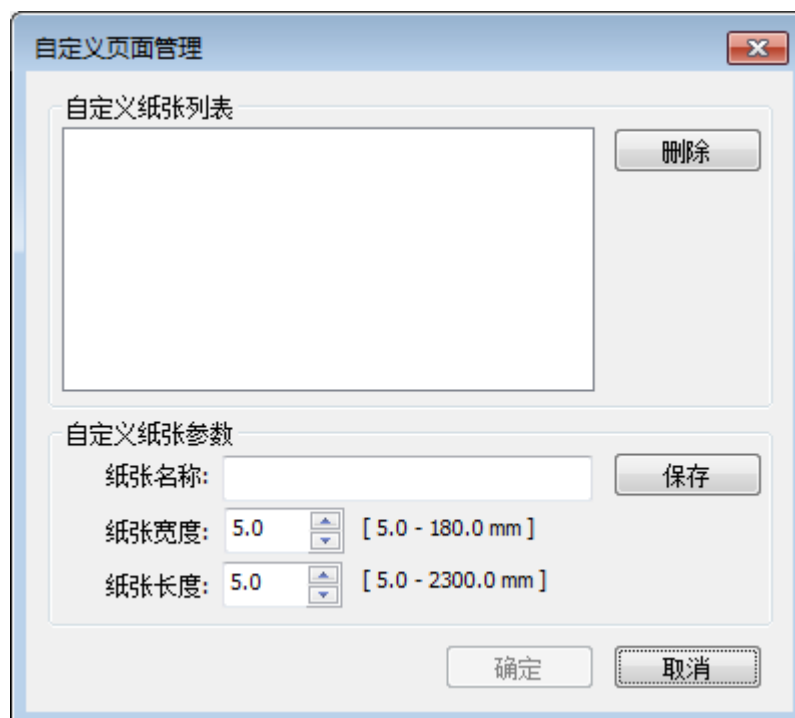 自定义页面管理
自定义纸张列表
删除
自定义纸张参数
纸张名称:
保存
纸张宽度: 5.0 [ 5.0 - 180.0 mm ]
纸张长度: 5.0 [ 5.0 - 2300.0 mm ]
确定 取消